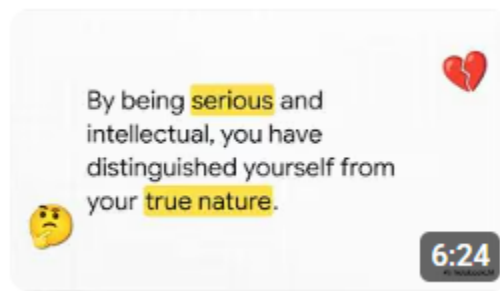 By being serious and
intellectual, you have
distinguished yourself from
your true nature.
6:24